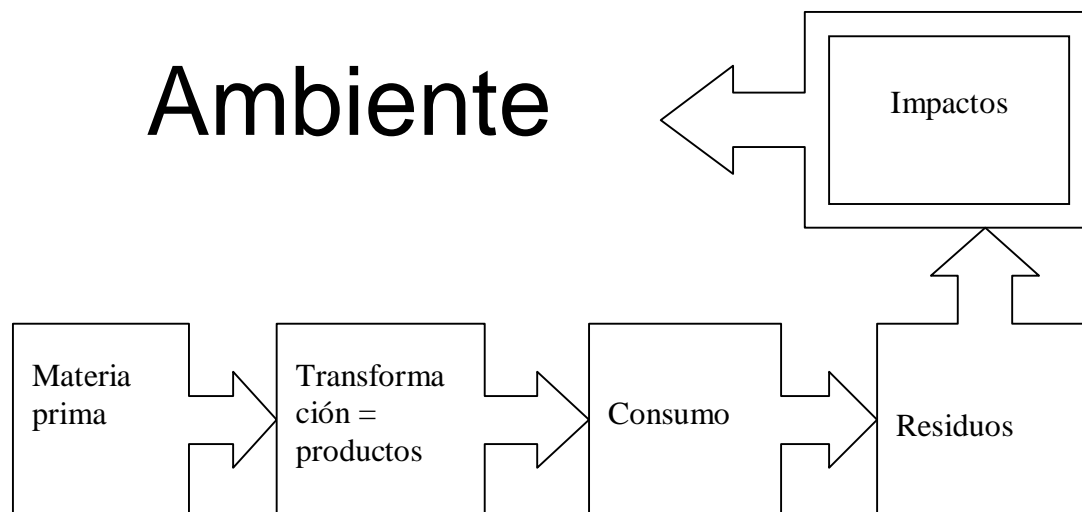 Ambiente
Impactos
Materia
prima
Transforma
ción =
productos
Consumo
Residuos